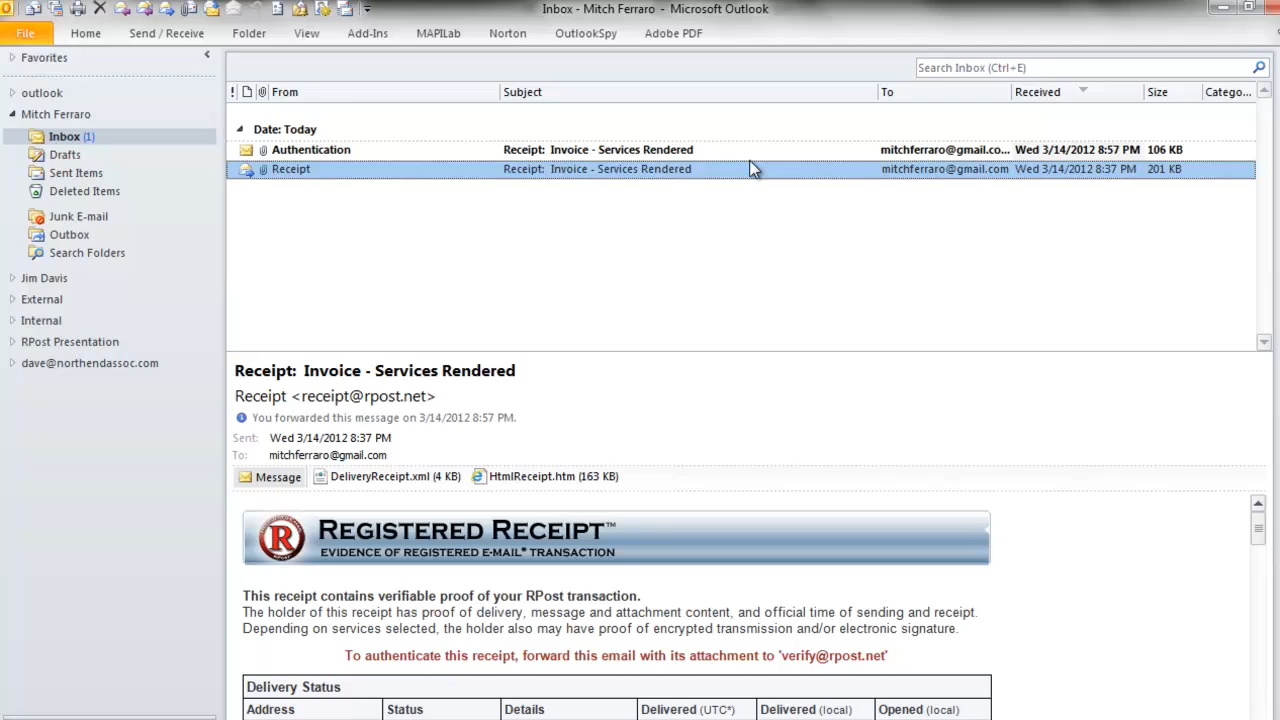 Inbox - Mitch Ferraro - Microsoft Outlook
File Home Send / Receive Folder View Add-Ins MAPILab Norton OutlookSpy Adobe PDF
Favorites
outlook
Mitch Ferraro
Inbox (1)
Drafts
Sent Items
Deleted Items
Junk E-mail
Outbox
Search Folders
Jim Davis
External
Internal
RPost Presentation
dave@northendassoc.com
Search Inbox (Ctrl+E)
! From Subject To Received Size Catego...
Date: Today
Authentication Receipt: Invoice - Services Rendered mitchferraro@gmail.co... Wed 3/14/2012 8:57 PM 106 KB
Receipt Receipt: Invoice - Services Rendered mitchferraro@gmail.com Wed 3/14/2012 8:37 PM 201 KB
Receipt: Invoice - Services Rendered
Receipt <receipt@rpost.net>
You forwarded this message on 3/14/2012 8:57 PM.
Sent: Wed 3/14/2012 8:37 PM
To: mitchferraro@gmail.com
Message DeliveryReceipt.xml (4 KB) HtmlReceipt.htm (163 KB)
R RPOST
REGISTERED RECEIPT™
EVIDENCE OF REGISTERED E-MAIL® TRANSACTION
This receipt contains verifiable proof of your RPost transaction.
The holder of this receipt has proof of delivery, message and attachment content, and official time of sending and receipt.
Depending on services selected, the holder also may have proof of encrypted transmission and/or electronic signature.
To authenticate this receipt, forward this email with its attachment to 'verify@rpost.net'
Delivery Status
Address Status Details Delivered (UTC*) Delivered (local) Opened (local)